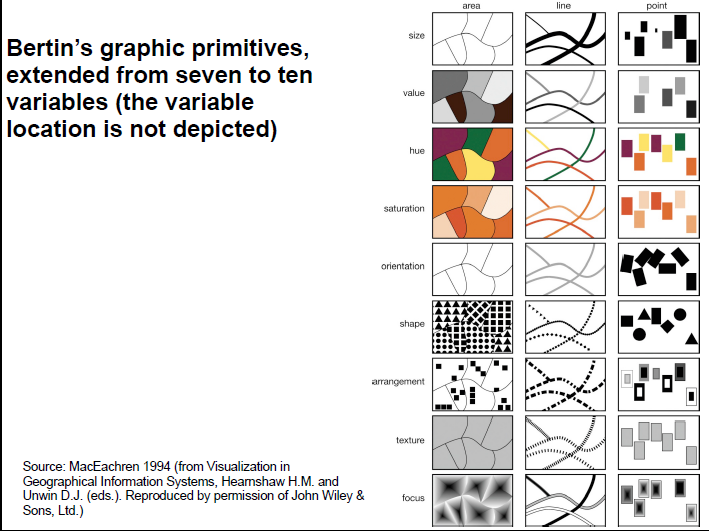 Bertin’s graphic primitives,
extended from seven to ten
variables (the variable
location is not depicted)
area line point
size
value
hue
saturation
orientation
shape
arrangement
texture
focus
Source: MacEachren 1994 (from Visualization in
Geographical Information Systems, Hearnshaw H.M. and
Unwin D.J. (eds.). Reproduced by permission of John Wiley &
Sons, Ltd.)